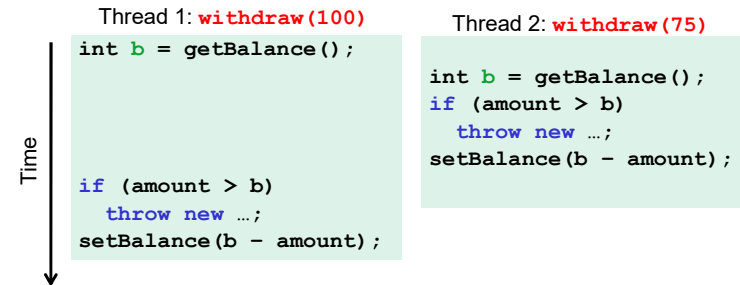 Thread 1: withdraw(100)
int b = getBalance();
if (amount > b)
throw new …;
setBalance(b – amount);
Thread 2: withdraw(75)
int b = getBalance();
if (amount > b)
throw new …;
setBalance(b – amount);
Time